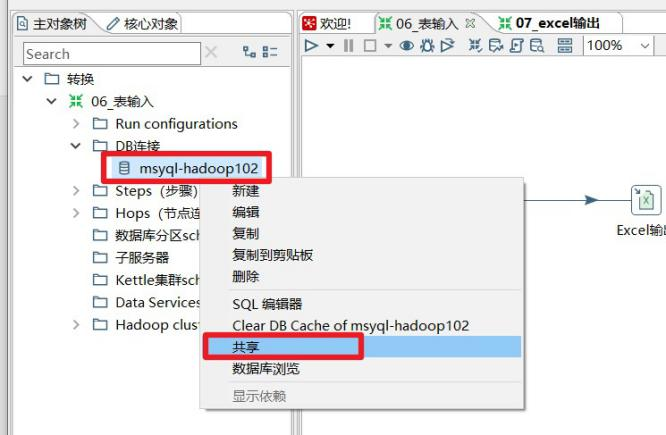 主对象树 核心对象
欢迎! 06_表输入 07_excel输出
Search
100%
转换
06_表输入
Run configurations
DB连接
msyql-hadoop102
Steps（步骤）
Hops（节点连
数据库分区sch
子服务器
Kettle集群sch
Data Services
Hadoop clust
新建
编辑
复制
复制到剪贴板
删除
SQL 编辑器
Clear DB Cache of msyql-hadoop102
共享
数据库浏览
显示依赖
Excel输出